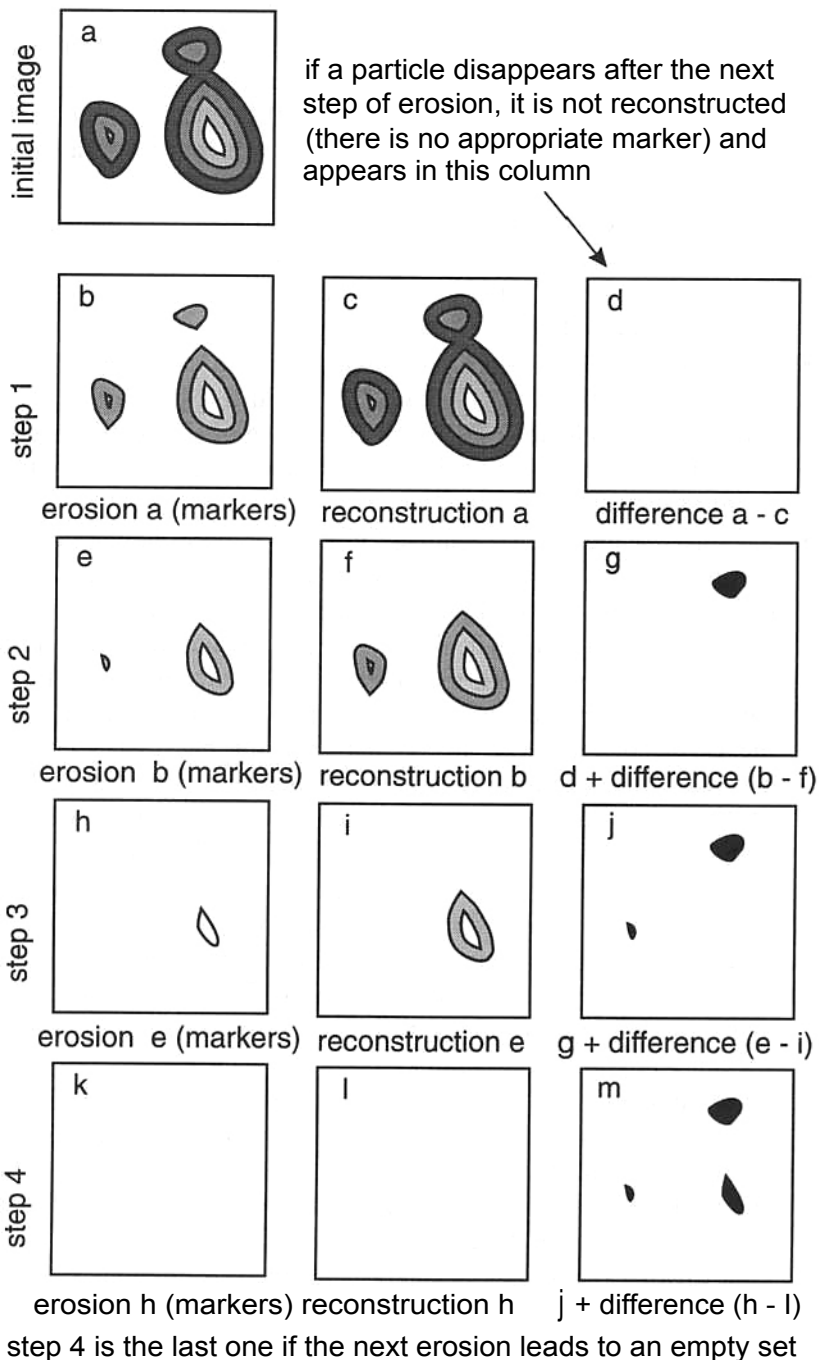 a
initial image
if a particle disappears after the next
step of erosion, it is not reconstructed
(there is no appropriate marker) and
appears in this column
b
c
d
step 1
erosion a (markers)
reconstruction a
difference a - c
e
f
g
step 2
erosion b (markers)
reconstruction b
d + difference (b - f)
h
i
j
step 3
erosion e (markers)
reconstruction e
g + difference (e - i)
k
l
m
step 4
erosion h (markers)
reconstruction h
j + difference (h - l)
step 4 is the last one if the next erosion leads to an empty set